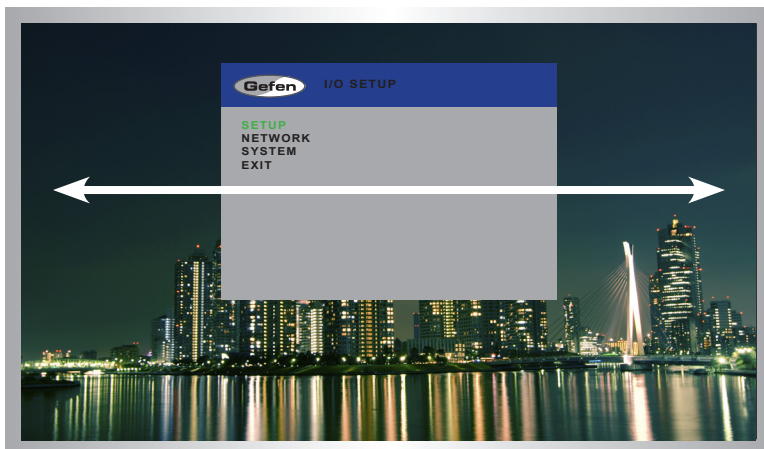 Gefen
I/O SETUP
SETUP
NETWORK
SYSTEM
EXIT